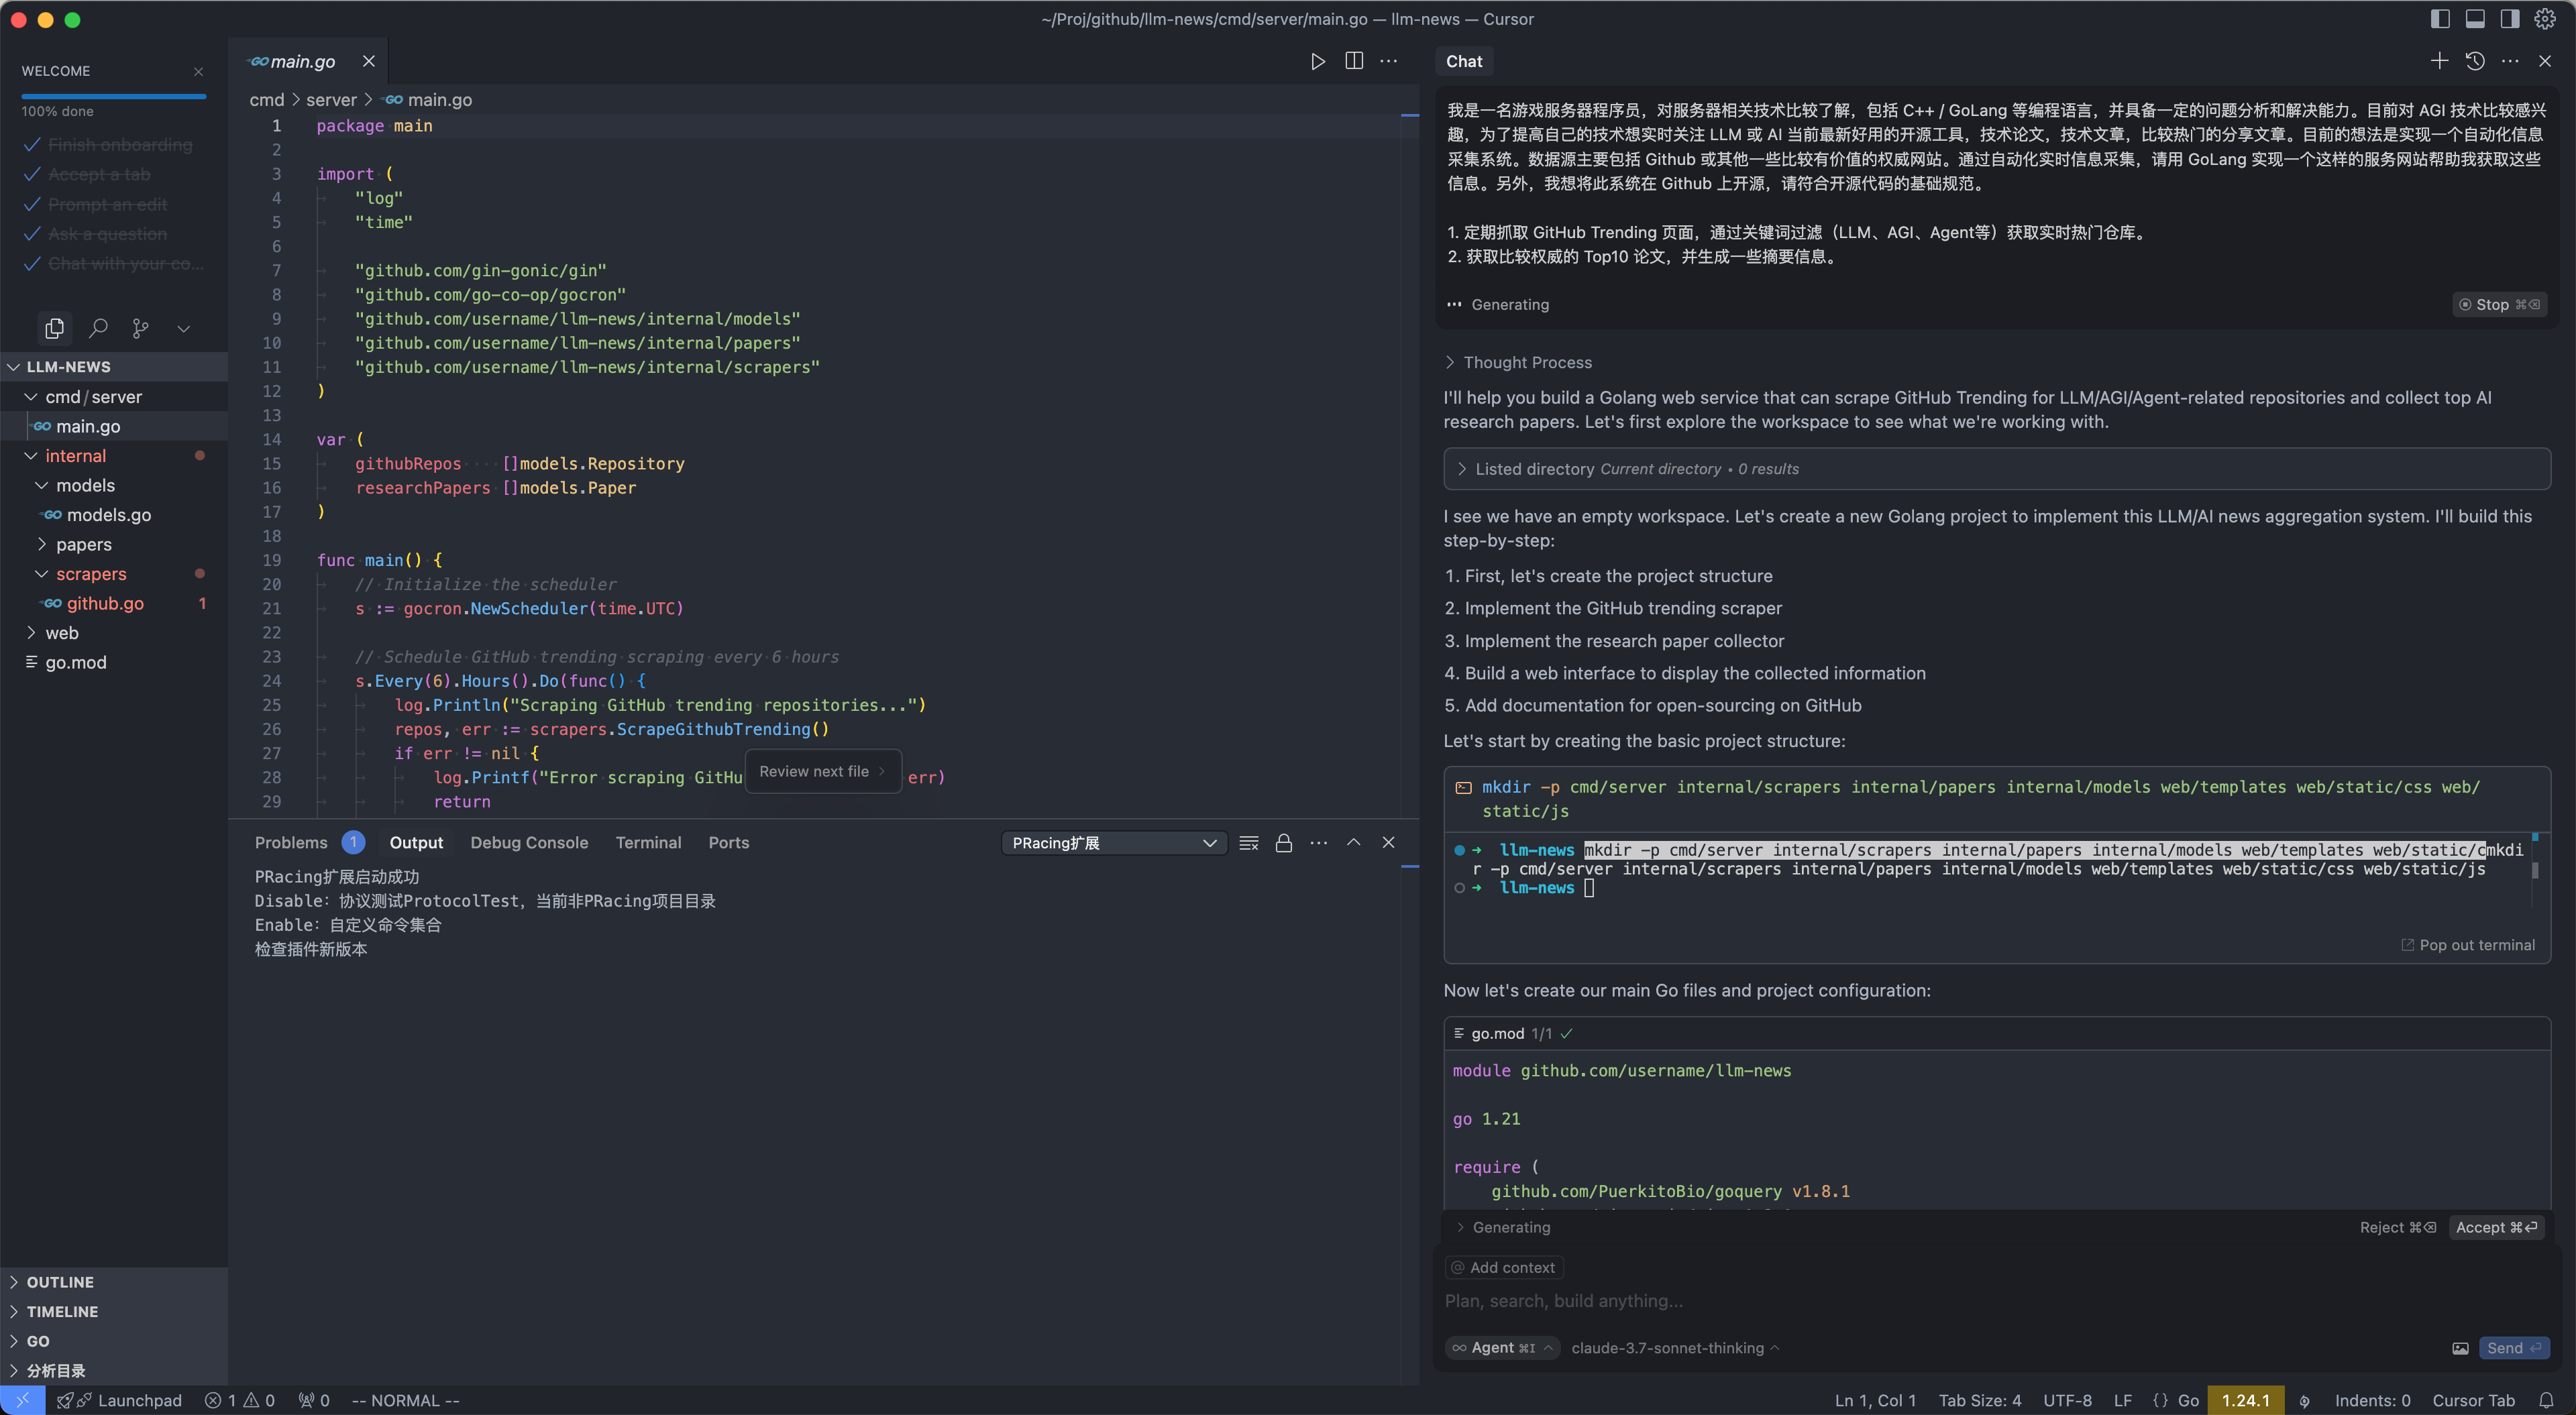 ~/Proj/github/llm-news/cmd/server/main.go — llm-news — Cursor
WELCOME
100% done
Finish onboarding
Accept a tab
Prompt an edit
Ask a question
Chat with your co...
LLM-NEWS
cmd/server
main.go
internal
models
models.go
papers
scrapers
github.go 1
web
go.mod
OUTLINE
TIMELINE
GO
分析目录
main.go
cmd > server > main.go
1 package main
2
3 import (
4 "log"
5 "time"
6
7 "github.com/gin-gonic/gin"
8 "github.com/go-co-op/gocron"
9 "github.com/username/llm-news/internal/models"
10 "github.com/username/llm-news/internal/papers"
11 "github.com/username/llm-news/internal/scrapers"
12 )
13
14 var (
15 githubRepos []models.Repository
16 researchPapers []models.Paper
17 )
18
19 func main() {
20 // Initialize the scheduler
21 s := gocron.NewScheduler(time.UTC)
22
23 // Schedule GitHub trending scraping every 6 hours
24 s.Every(6).Hours().Do(func() {
25 log.Println("Scraping GitHub trending repositories...")
26 repos, err := scrapers.ScrapeGithubTrending()
27 if err != nil {
28 log.Printf("Error scraping GitHu err)
29 return
Review next file
Problems 1 Output Debug Console Terminal Ports
PRacing扩展
PRacing扩展启动成功
Disable: 协议测试ProtocolTest, 当前非PRacing项目目录
Enable: 自定义命令集合
检查插件新版本
Chat
我是一名游戏服务器程序员，对服务器相关技术比较了解，包括 C++ / GoLang 等编程语言，并具备一定的问题分析和解决能力。目前对 AGI 技术比较感兴
趣，为了提高自己的技术想实时关注 LLM 或 AI 当前最新好用的开源工具，技术论文，技术文章，比较热门的分享文章。目前的想法是实现一个自动化信息
采集系统。数据源主要包括 Github 或其他一些比较有价值的权威网站。通过自动化实时信息采集，请用 GoLang 实现一个这样的服务网站帮助我获取这些
信息。另外，我想将此系统在 Github 上开源，请符合开源代码的基础规范。
1. 定期抓取 GitHub Trending 页面，通过关键词过滤（LLM、AGI、Agent等）获取实时热门仓库。
2. 获取比较权威的 Top10 论文，并生成一些摘要信息。
Generating
Stop ⌘⌫
Thought Process
I'll help you build a Golang web service that can scrape GitHub Trending for LLM/AGI/Agent-related repositories and collect top AI
research papers. Let's first explore the workspace to see what we're working with.
Listed directory Current directory • 0 results
I see we have an empty workspace. Let's create a new Golang project to implement this LLM/AI news aggregation system. I'll build this
step-by-step:
1. First, let's create the project structure
2. Implement the GitHub trending scraper
3. Implement the research paper collector
4. Build a web interface to display the collected information
5. Add documentation for open-sourcing on GitHub
Let's start by creating the basic project structure:
mkdir -p cmd/server internal/scrapers internal/papers internal/models web/templates web/static/css web/
static/js
➜ llm-news mkdir -p cmd/server internal/scrapers internal/papers internal/models web/templates web/static/cmkdi
r -p cmd/server internal/scrapers internal/papers internal/models web/templates web/static/css web/static/js
➜ llm-news
Pop out terminal
Now let's create our main Go files and project configuration:
go.mod 1/1
module github.com/username/llm-news
go 1.21
require (
github.com/PuerkitoBio/goquery v1.8.1
Generating
Reject ⌘⌫ Accept ⌘⏎
@ Add context
Plan, search, build anything...
Agent ⌘I claude-3.7-sonnet-thinking
Send ⏎
Launchpad 1 0 0 -- NORMAL --
Ln 1, Col 1 Tab Size: 4 UTF-8 LF {} Go 1.24.1 Indents: 0 Cursor Tab